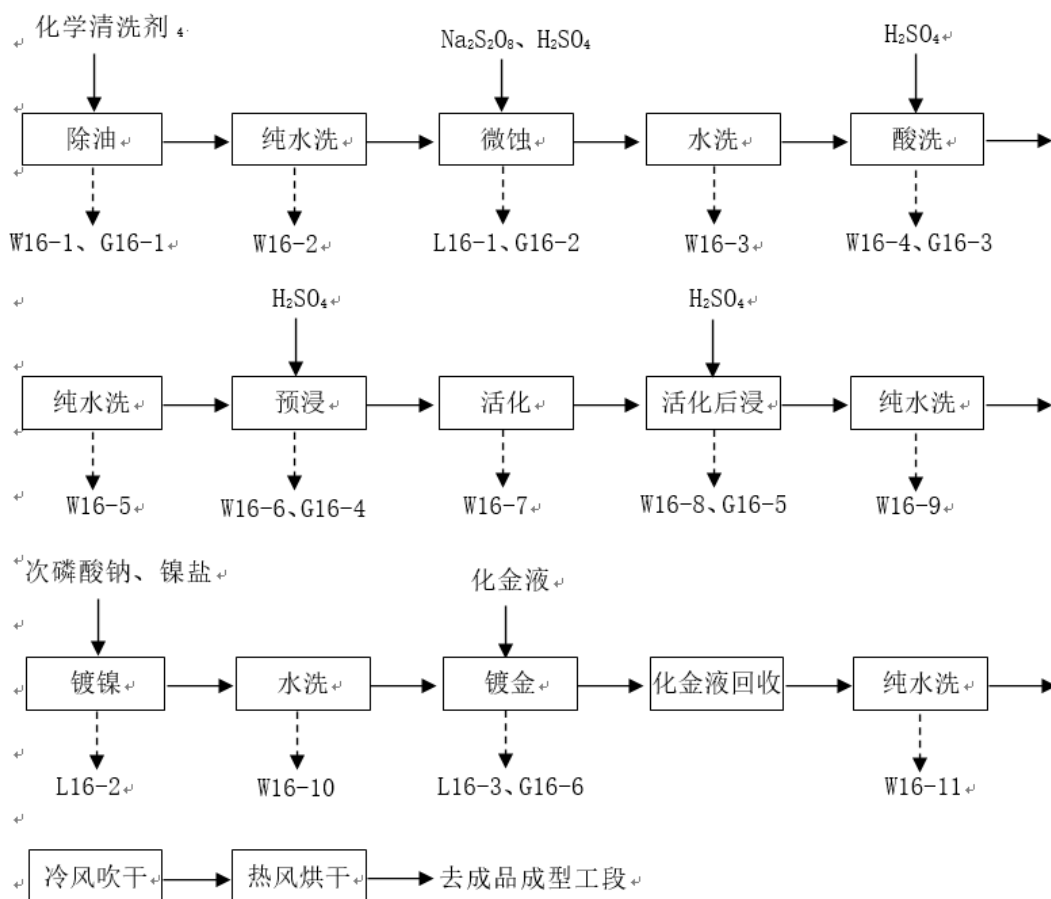 化学清洗剂 4
Na₂S₂O₈、H₂SO₄
H₂SO₄
除油 纯水洗 微蚀 水洗 酸洗
W16-1、G16-1 W16-2 L16-1、G16-2 W16-3 W16-4、G16-3
H₂SO₄ H₂SO₄
纯水洗 预浸 活化 活化后浸 纯水洗
W16-5 W16-6、G16-4 W16-7 W16-8、G16-5 W16-9
次磷酸钠、镍盐 化金液
镀镍 水洗 镀金 化金液回收 纯水洗
L16-2 W16-10 L16-3、G16-6 W16-11
冷风吹干 热风烘干 去成品成型工段